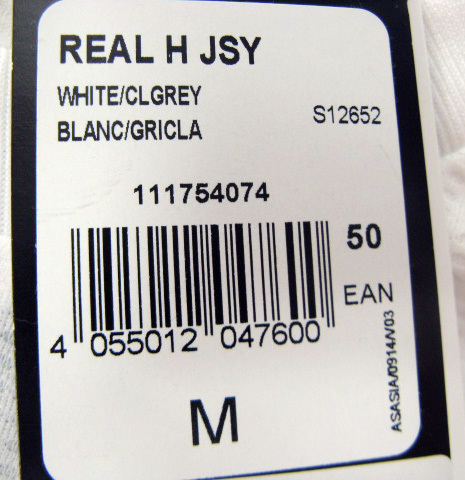 REAL H JSY
WHITE/CLGREY
BLANC/GRICLA
S12652
111754074
50
EAN
4 055012 047600
M
ASASIA/0914/V03